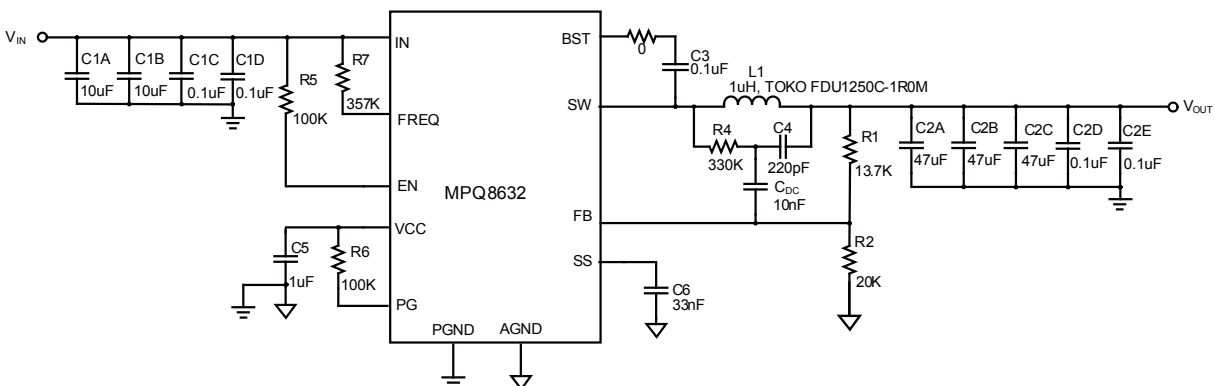 VIN
C1A
10uF
C1B
10uF
C1C
0.1uF
C1D
0.1uF
R5
100K
R7
357K
IN
FREQ
EN
VCC
PG
MPQ8632
PGND
AGND
C5
1uF
R6
100K
BST
SW
FB
SS
0
C3
0.1uF
L1
1uH, TOKO FDU1250C-1R0M
R4
330K
C4
220pF
CDC
10nF
R1
13.7K
R2
20K
C6
33nF
C2A
47uF
C2B
47uF
C2C
47uF
C2D
0.1uF
C2E
0.1uF
VOUT